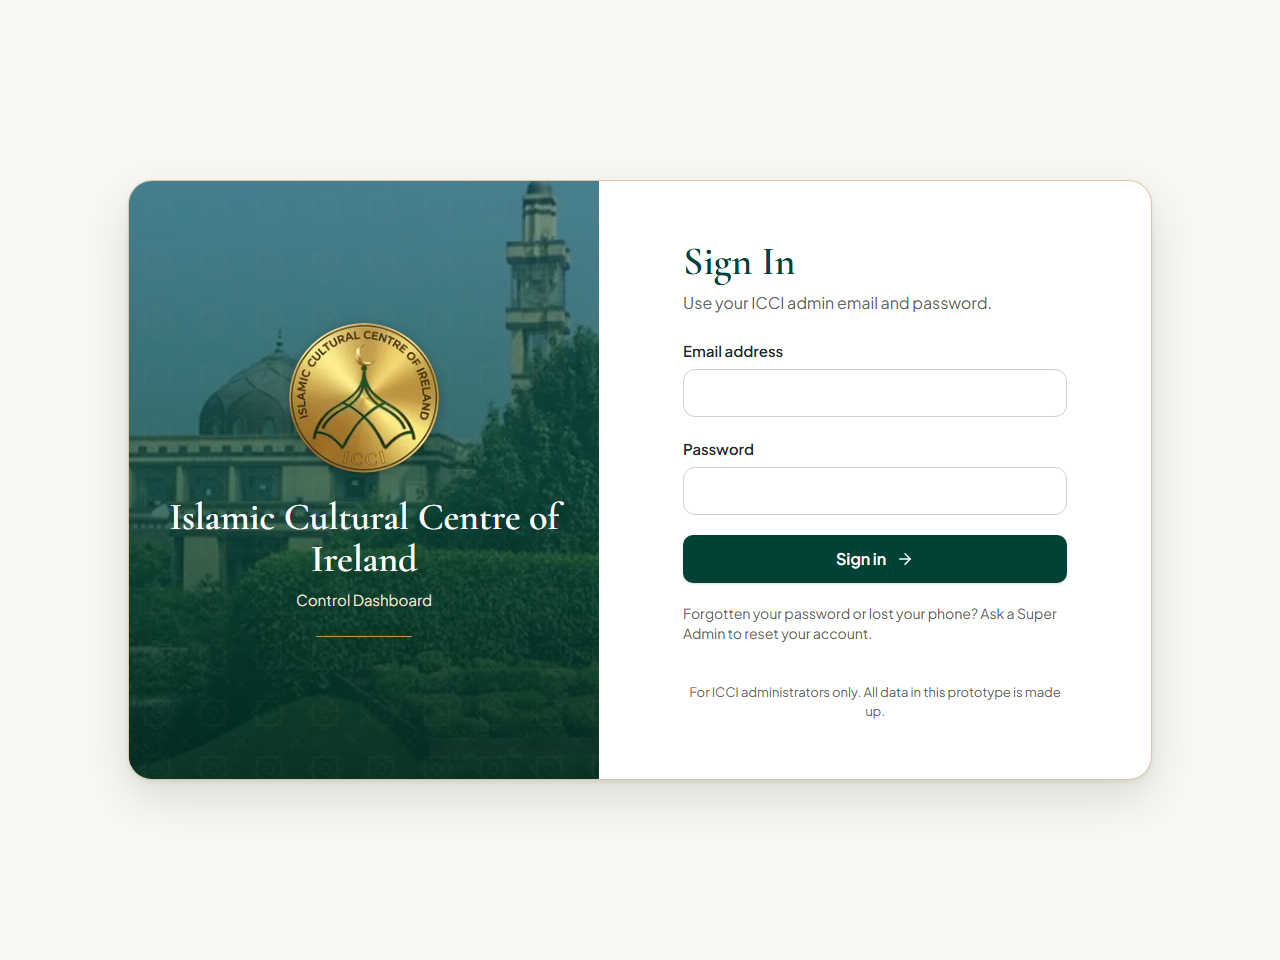 ISLAMIC CULTURAL CENTRE OF IRELAND
ICCI
Islamic Cultural Centre of
Ireland
Control Dashboard
Sign In
Use your ICCI admin email and password.
Email address
Password
Sign in
Forgotten your password or lost your phone? Ask a Super
Admin to reset your account.
For ICCI administrators only. All data in this prototype is made
up.